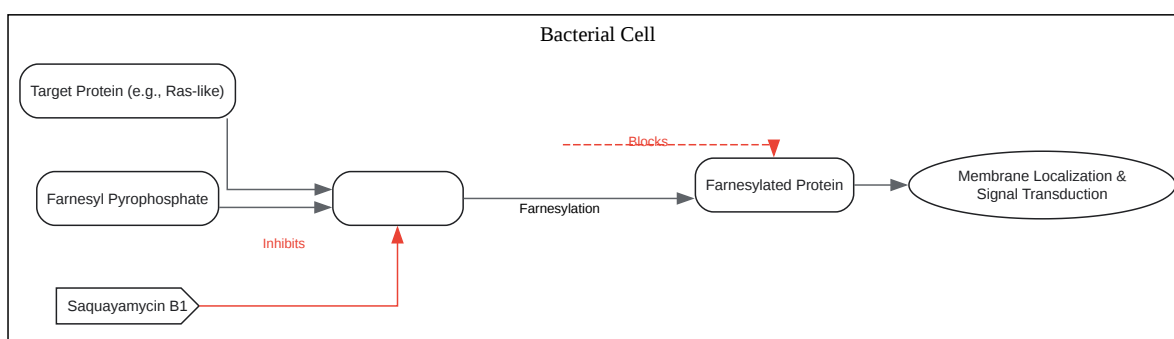 Bacterial Cell
Target Protein (e.g., Ras-like)
Blocks
Farnesyl Pyrophosphate
Farnesylated Protein
Membrane Localization &
Signal Transduction
Farnesylation
Inhibits
Saquayamycin B1